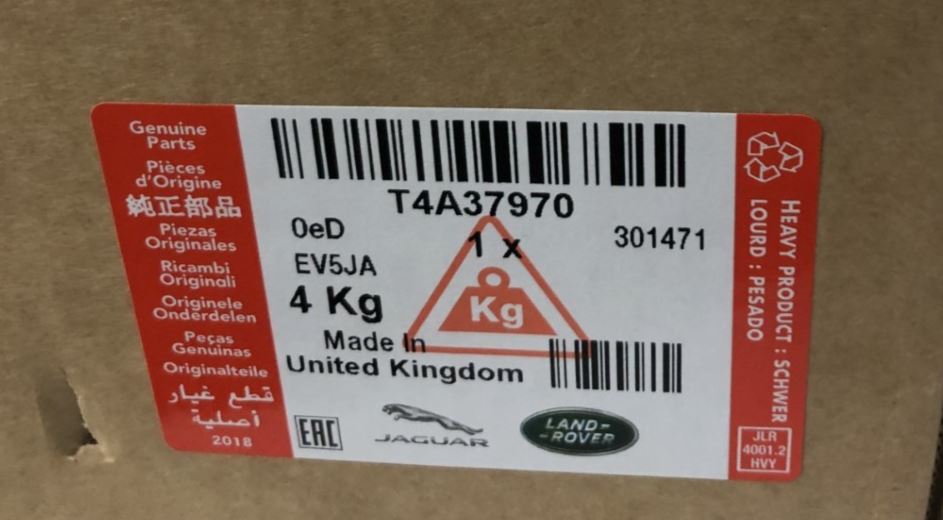 Genuine
Parts
Pièces
d'Origine
純正部品
Piezas
Originales
Ricambi
Originali
Originele
Onderdelen
Peças
Genuinas
Originalteile
قطع غيار
أصلية
2018
T4A37970
0eD
1 x
301471
EV5JA
4 Kg
Kg
Made In
United Kingdom
EAC
JAGUAR
LAND-
-ROVER
HEAVY PRODUCT : SCHWER
LOURD : PESADO
JLR
4001.2
HVY